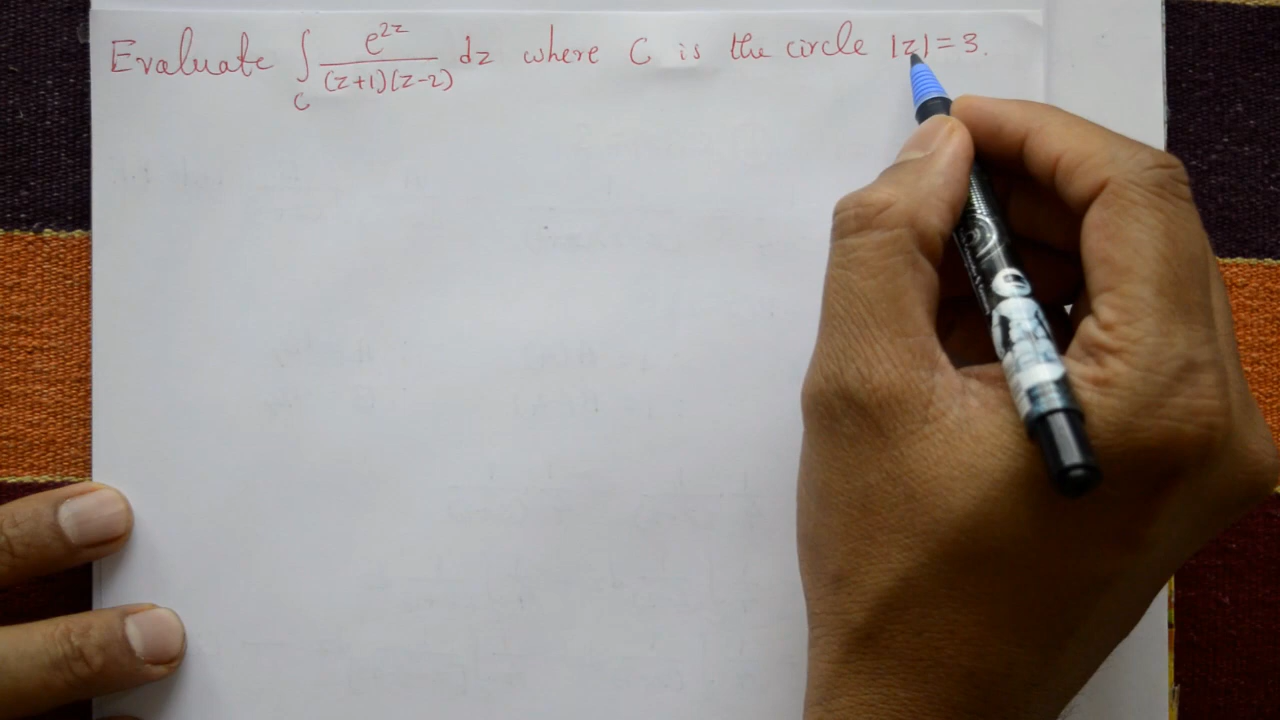 Evaluate ∫_C e^{2z}/((z+1)(z-2)) dz where C is the circle |z|=3.